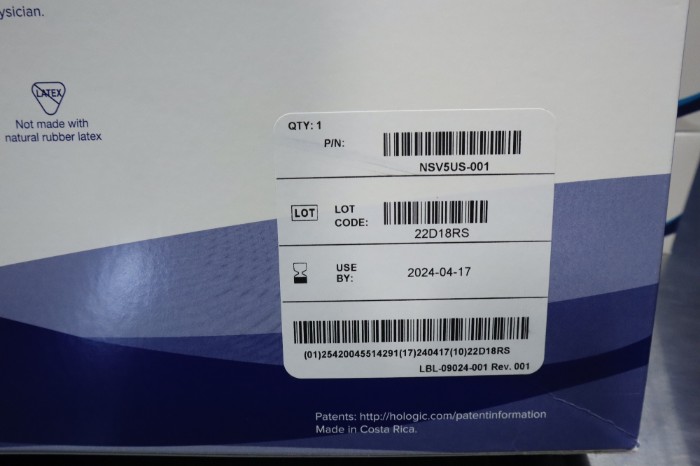 LATEX
Not made with
natural rubber latex
QTY: 1
P/N:
NSV5US-001
LOT
LOT
CODE:
22D18RS
USE
BY:
2024-04-17
(01)25420045514291(17)240417(10)22D18RS
LBL-09024-001 Rev. 001
Patents: http://hologic.com/patentinformation
Made in Costa Rica.